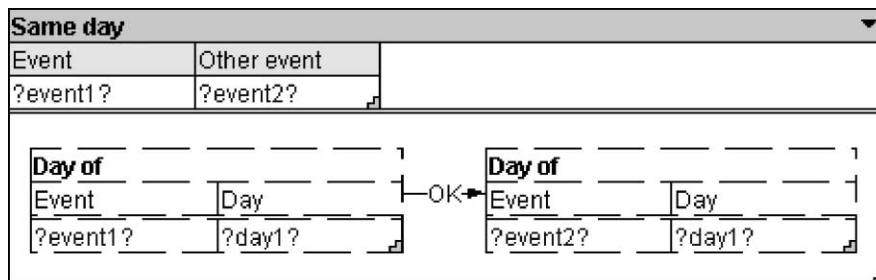 Same day
Event Other event
?event1? ?event2?
Day of
Event Day
?event1? ?day1?
OK
Day of
Event Day
?event2? ?day1?